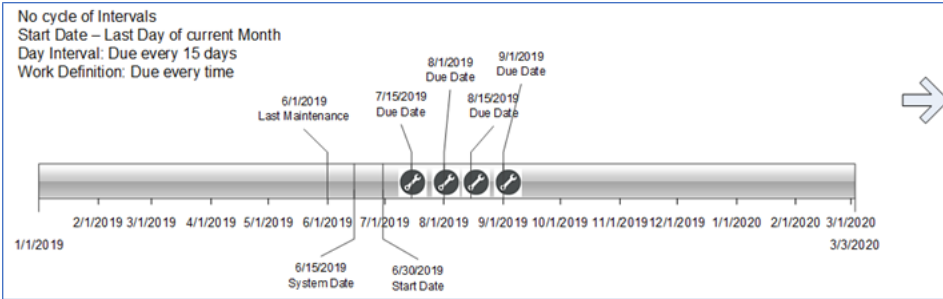 No cycle of Intervals
Start Date – Last Day of current Month
Day Interval: Due every 15 days
Work Definition: Due every time
6/1/2019
Last Maintenance
7/15/2019
Due Date
8/1/2019
Due Date
8/15/2019
Due Date
9/1/2019
Due Date
1/1/2019
2/1/2019 3/1/2019 4/1/2019 5/1/2019 6/1/2019 7/1/2019 8/1/2019 9/1/2019 10/1/2019 11/1/2019 12/1/2019 1/1/2020 2/1/2020 3/1/2020
3/3/2020
6/15/2019
System Date
6/30/2019
Start Date